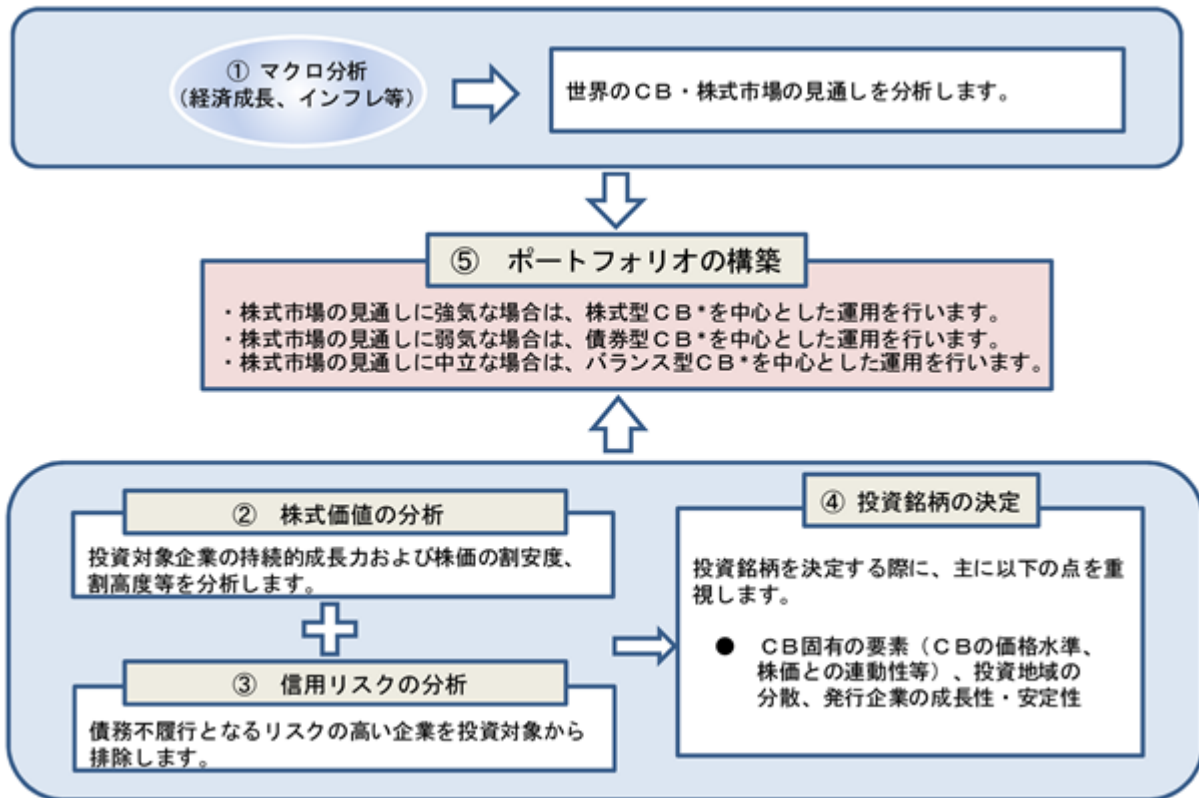 ① マクロ分析
(経済成長、インフレ等)
世界のCB・株式市場の見通しを分析します。
⑤ ポートフォリオの構築
・株式市場の見通しに強気な場合は、株式型CB*を中心とした運用を行います。
・株式市場の見通しに弱気な場合は、債券型CB*を中心とした運用を行います。
・株式市場の見通しに中立な場合は、バランス型CB*を中心とした運用を行います。
② 株式価値の分析
投資対象企業の持続的成長力および株価の割安度、
割高度等を分析します。
③ 信用リスクの分析
債務不履行となるリスクの高い企業を投資対象から
排除します。
④ 投資銘柄の決定
投資銘柄を決定する際に、主に以下の点を重
視します。
● CB固有の要素(CBの価格水準、
株価との連動性等)、投資地域の
分散、発行企業の成長性・安定性